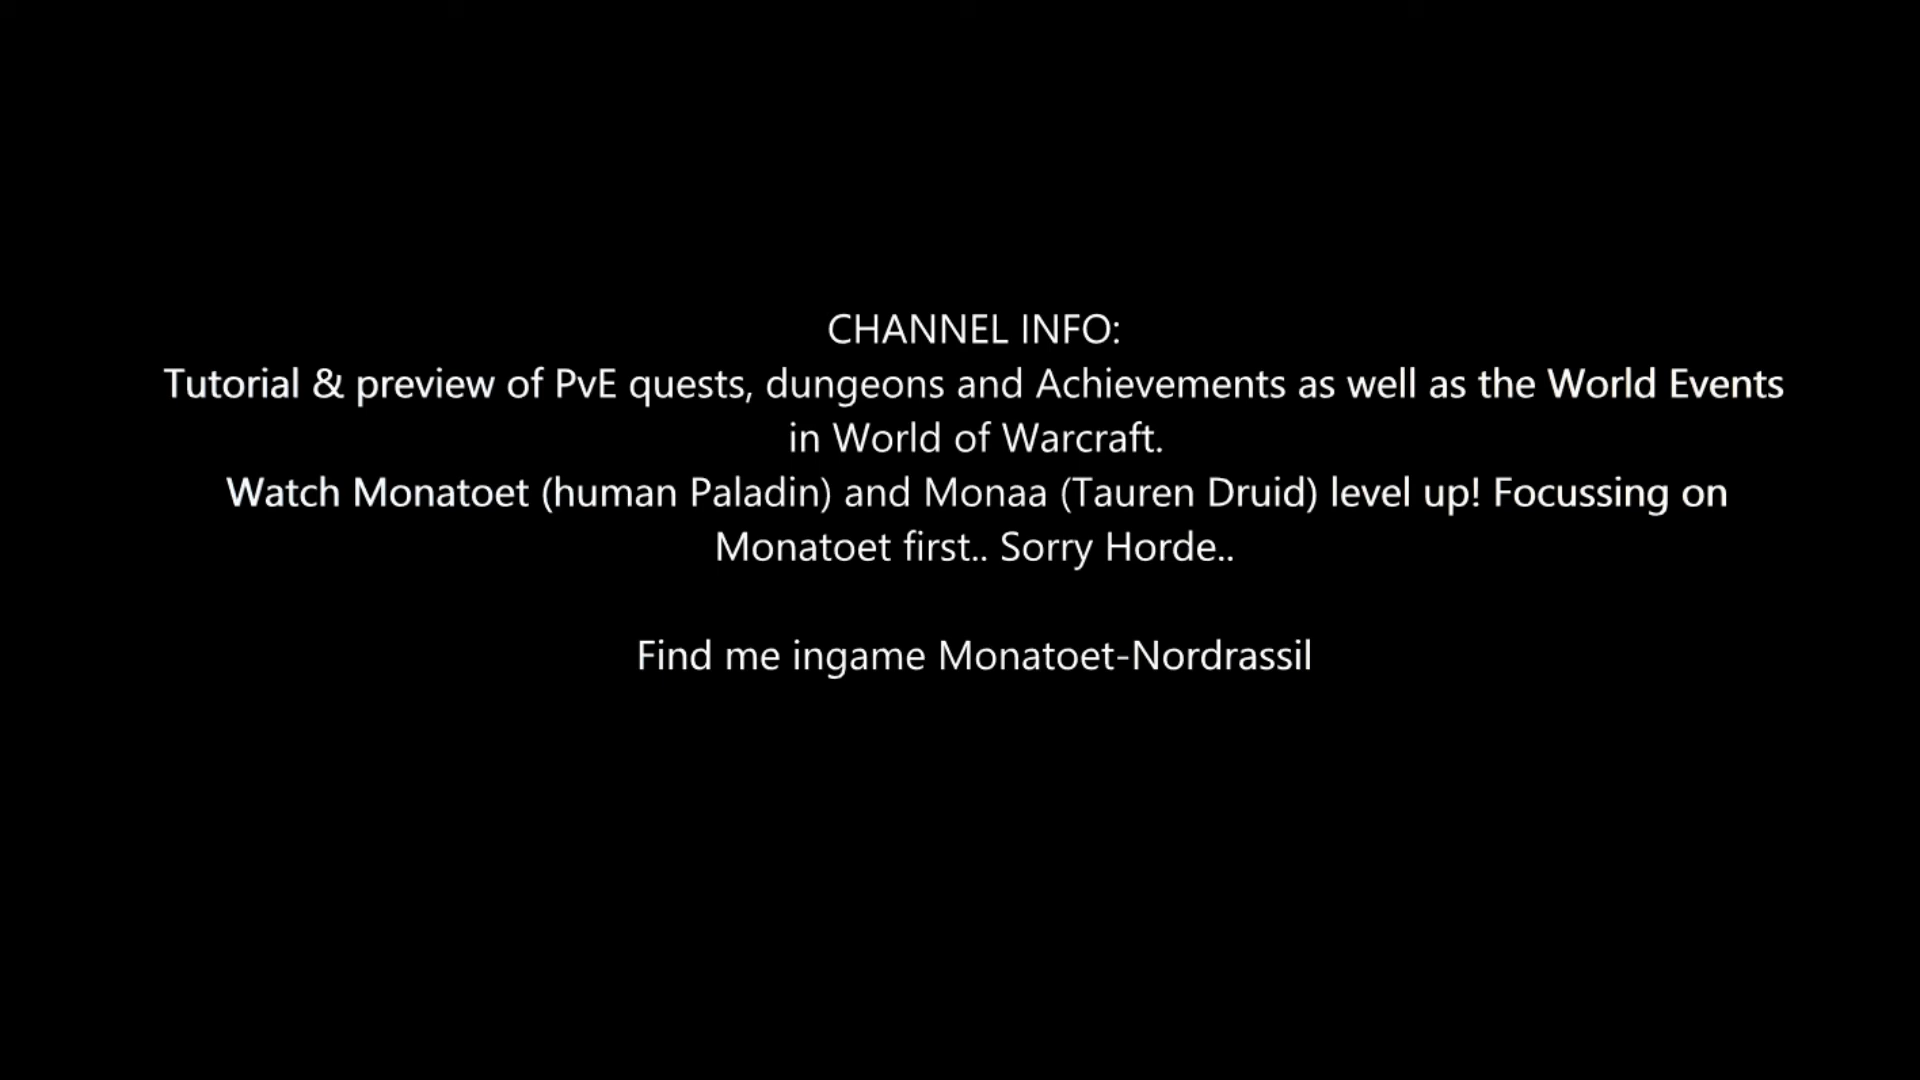 CHANNEL INFO:
Tutorial & preview of PvE quests, dungeons and Achievements as well as the World Events
in World of Warcraft.
Watch Monatoet (human Paladin) and Monaa (Tauren Druid) level up! Focussing on
Monatoet first.. Sorry Horde..
Find me ingame Monatoet-Nordrassil